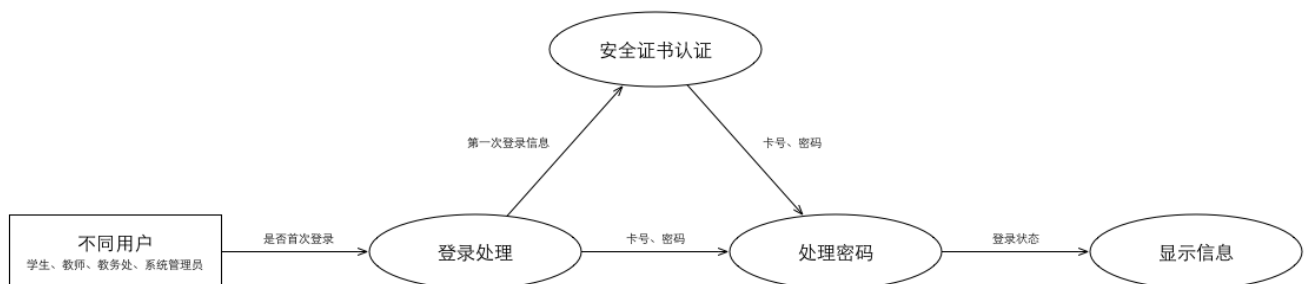 安全证书认证
第一次登录信息
卡号、密码
不同用户
学生、教师、教务处、系统管理员
是否首次登录
登录处理
卡号、密码
处理密码
登录状态
显示信息